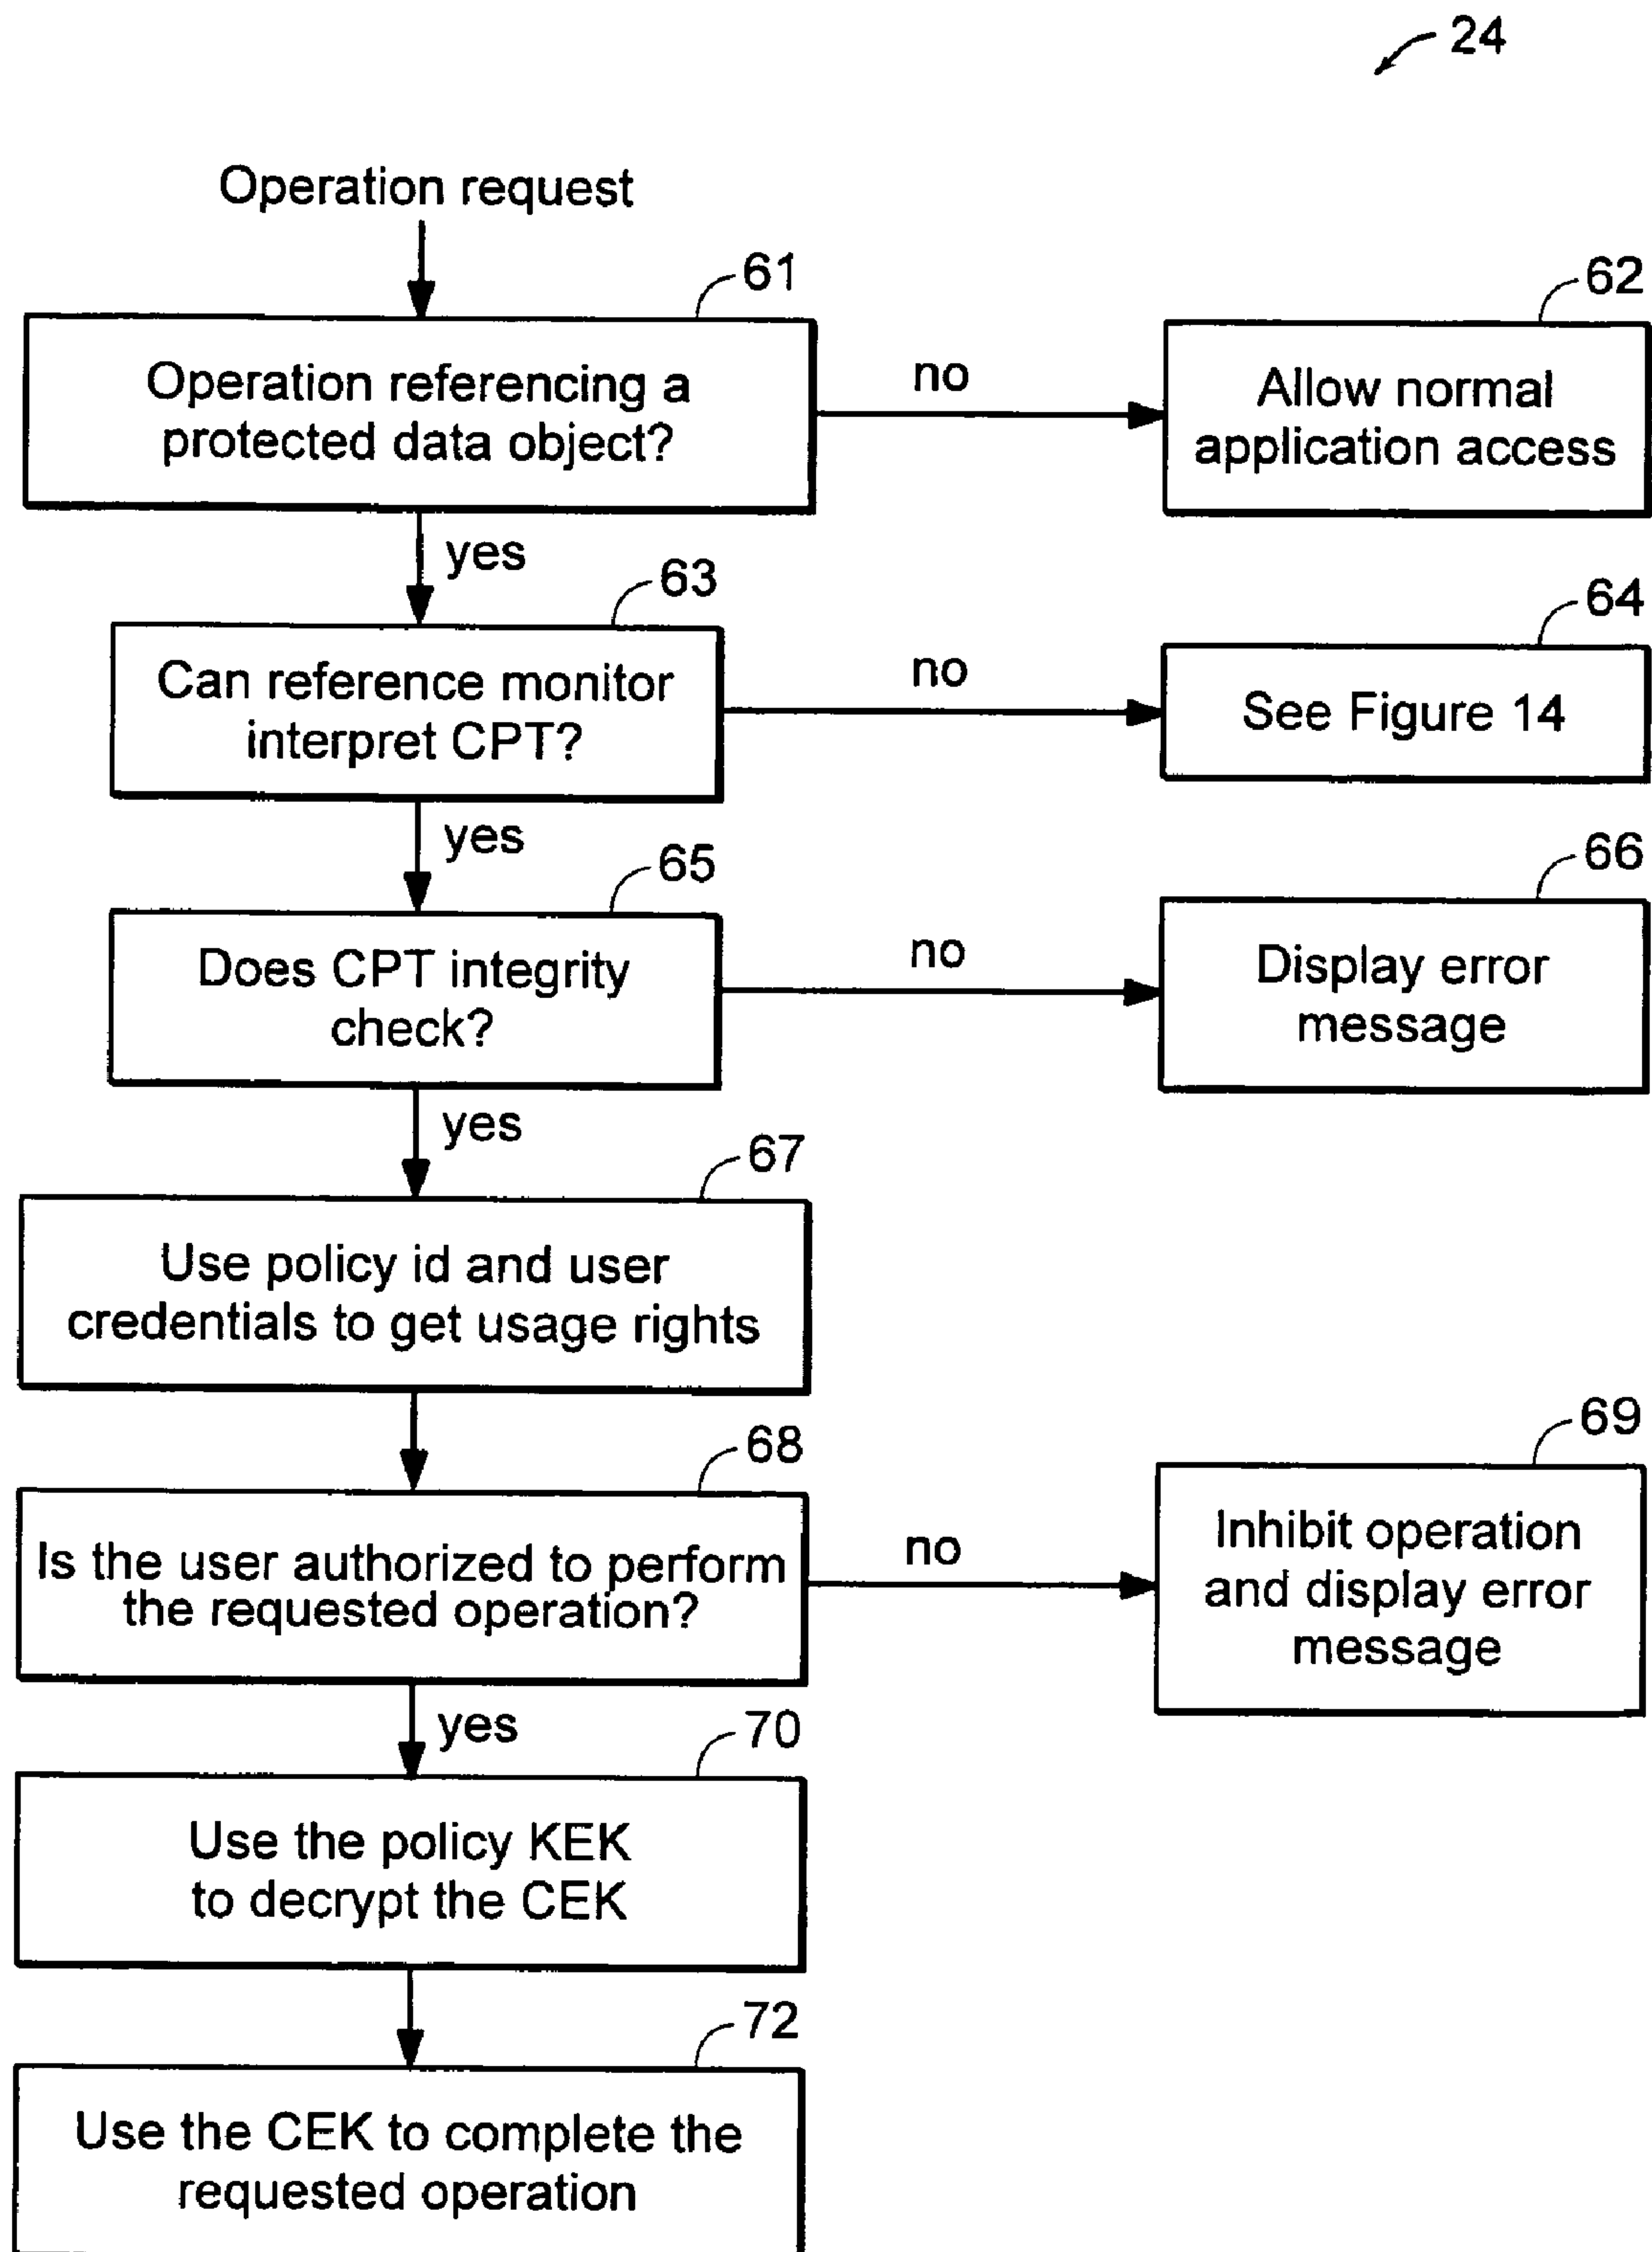 24
Operation request
61
Operation referencing a
protected data object?
no
62
Allow normal
application access
yes
63
Can reference monitor
interpret CPT?
no
64
See Figure 14
yes
65
Does CPT integrity
check?
no
66
Display error
message
yes
67
Use policy id and user
credentials to get usage rights
68
Is the user authorized to perform
the requested operation?
no
69
Inhibit operation
and display error
message
yes
70
Use the policy KEK
to decrypt the CEK
72
Use the CEK to complete the
requested operation